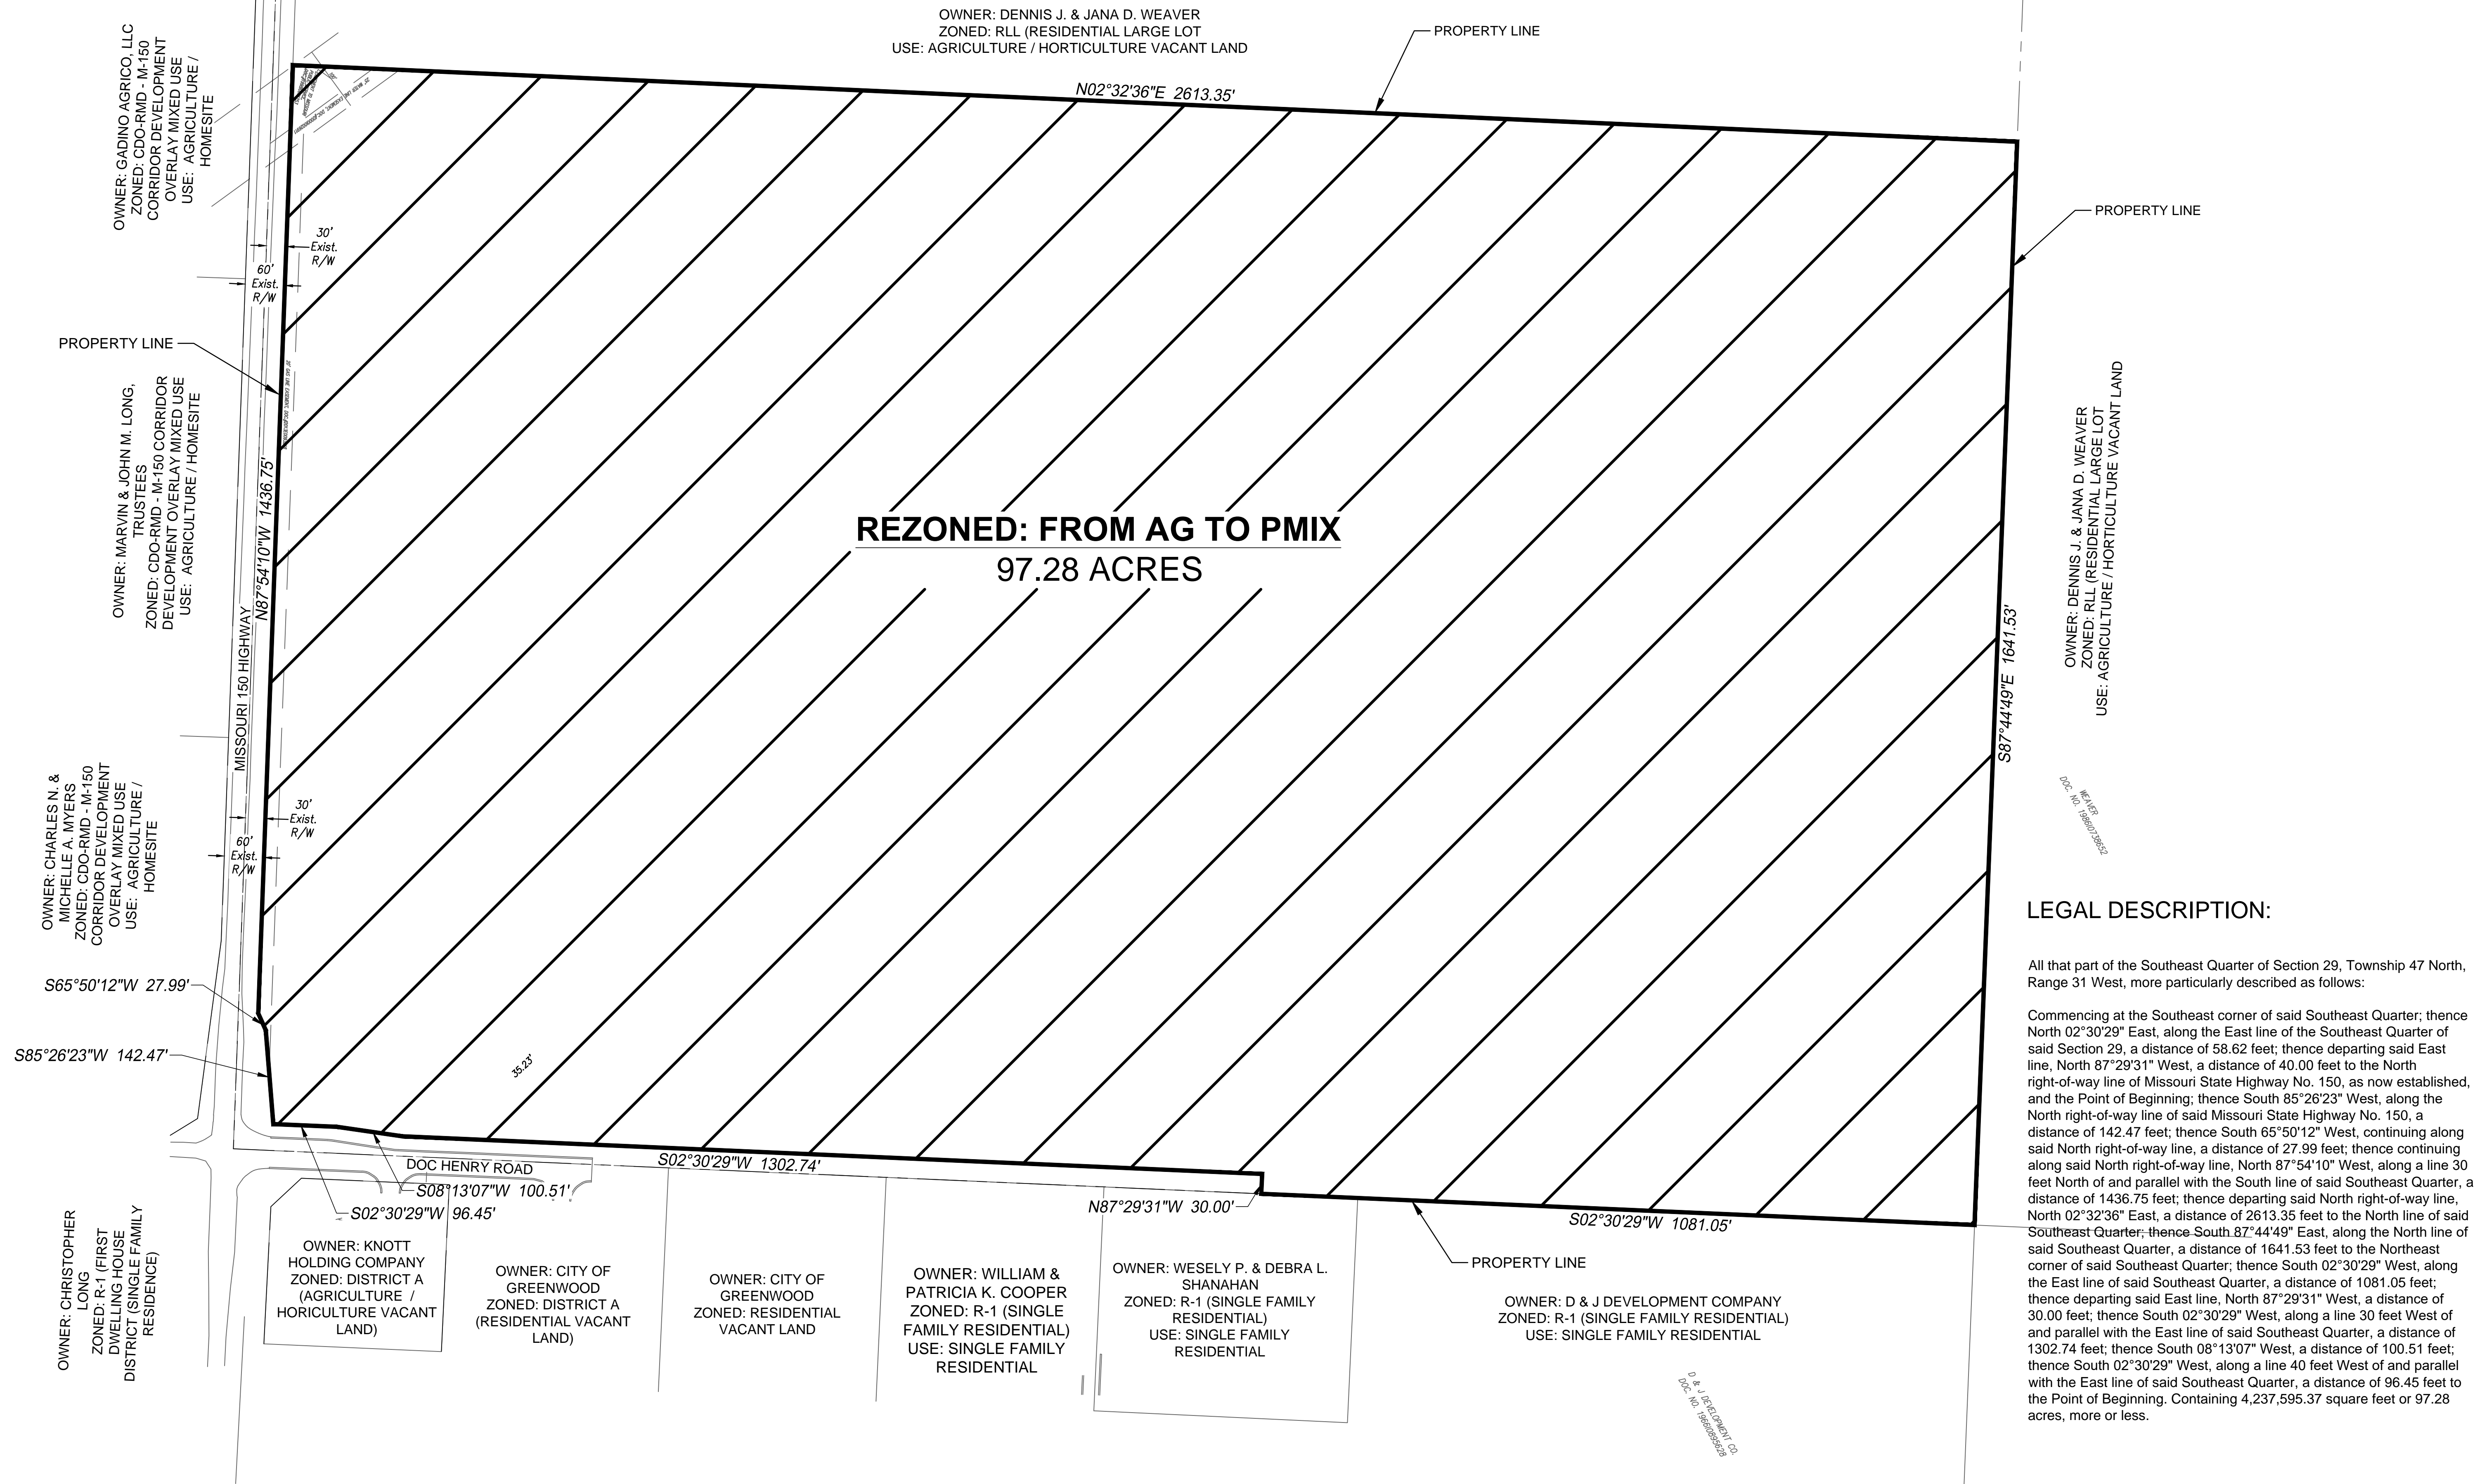 OWNER: DENNIS J. & JANA D. WEAVER
ZONED: RLL (RESIDENTIAL LARGE LOT
USE: AGRICULTURE / HORTICULTURE VACANT LAND
PROPERTY LINE
N02°32'36"E 2613.35'
OWNER: GADINO AGRICO, LLC
ZONED: CDO-RMD - M-150
CORRIDOR DEVELOPMENT
OVERLAY MIXED USE
USE: AGRICULTURE /
HOMESITE
PROPERTY LINE
30'
Exist.
R/W
60'
Exist.
R/W
PROPERTY LINE
OWNER: MARVIN & JOHN M. LONG,
TRUSTEES
ZONED: CDO-RMD - M-150 CORRIDOR
DEVELOPMENT OVERLAY MIXED USE
USE: AGRICULTURE / HOMESITE
N87°54'10"W 1436.75'
MISSOURI 150 HIGHWAY
REZONED: FROM AG TO PMIX
97.28 ACRES
OWNER: DENNIS J. & JANA D. WEAVER
ZONED: RLL (RESIDENTIAL LARGE LOT
USE: AGRICULTURE / HORTICULTURE VACANT LAND
S87°44'49"E 1641.53'
WEAVER
DOC. NO. 1986I0738652
OWNER: CHARLES N. &
MICHELLE A. MYERS
ZONED: CDO-RMD - M-150
CORRIDOR DEVELOPMENT
OVERLAY MIXED USE
USE: AGRICULTURE /
HOMESITE
30'
Exist.
R/W
60'
Exist.
R/W
S65°50'12"W 27.99'
S85°26'23"W 142.47'
35.23'
DOC HENRY ROAD
S02°30'29"W 1302.74'
S08°13'07"W 100.51'
S02°30'29"W 96.45'
N87°29'31"W 30.00'
S02°30'29"W 1081.05'
PROPERTY LINE
OWNER: CHRISTOPHER
LONG
ZONED: R-1 (FIRST
DWELLING HOUSE
DISTRICT (SINGLE FAMILY
RESIDENCE)
OWNER: KNOTT
HOLDING COMPANY
ZONED: DISTRICT A
(AGRICULTURE /
HORICULTURE VACANT
LAND)
OWNER: CITY OF
GREENWOOD
ZONED: DISTRICT A
(RESIDENTIAL VACANT
LAND)
OWNER: CITY OF
GREENWOOD
ZONED: RESIDENTIAL
VACANT LAND
OWNER: WILLIAM &
PATRICIA K. COOPER
ZONED: R-1 (SINGLE
FAMILY RESIDENTIAL)
USE: SINGLE FAMILY
RESIDENTIAL
OWNER: WESELY P. & DEBRA L.
SHANAHAN
ZONED: R-1 (SINGLE FAMILY
RESIDENTIAL)
USE: SINGLE FAMILY
RESIDENTIAL
OWNER: D & J DEVELOPMENT COMPANY
ZONED: R-1 (SINGLE FAMILY RESIDENTIAL)
USE: SINGLE FAMILY RESIDENTIAL
D & J DEVELOPMENT CO.
DOC. NO. 1966I0895628
LEGAL DESCRIPTION:
All that part of the Southeast Quarter of Section 29, Township 47 North,
Range 31 West, more particularly described as follows:
Commencing at the Southeast corner of said Southeast Quarter; thence
North 02°30'29" East, along the East line of the Southeast Quarter of
said Section 29, a distance of 58.62 feet; thence departing said East
line, North 87°29'31" West, a distance of 40.00 feet to the North
right-of-way line of Missouri State Highway No. 150, as now established,
and the Point of Beginning; thence South 85°26'23" West, along the
North right-of-way line of said Missouri State Highway No. 150, a
distance of 142.47 feet; thence South 65°50'12" West, continuing along
said North right-of-way line, a distance of 27.99 feet; thence continuing
along said North right-of-way line, North 87°54'10" West, along a line 30
feet North of and parallel with the South line of said Southeast Quarter, a
distance of 1436.75 feet; thence departing said North right-of-way line,
North 02°32'36" East, a distance of 2613.35 feet to the North line of said
Southeast Quarter; thence South 87°44'49" East, along the North line of
said Southeast Quarter, a distance of 1641.53 feet to the Northeast
corner of said Southeast Quarter; thence South 02°30'29" West, along
the East line of said Southeast Quarter, a distance of 1081.05 feet;
thence departing said East line, North 87°29'31" West, a distance of
30.00 feet; thence South 02°30'29" West, along a line 30 feet West of
and parallel with the East line of said Southeast Quarter, a distance of
1302.74 feet; thence South 08°13'07" West, a distance of 100.51 feet;
thence South 02°30'29" West, along a line 40 feet West of and parallel
with the East line of said Southeast Quarter, a distance of 96.45 feet to
the Point of Beginning. Containing 4,237,595.37 square feet or 97.28
acres, more or less.